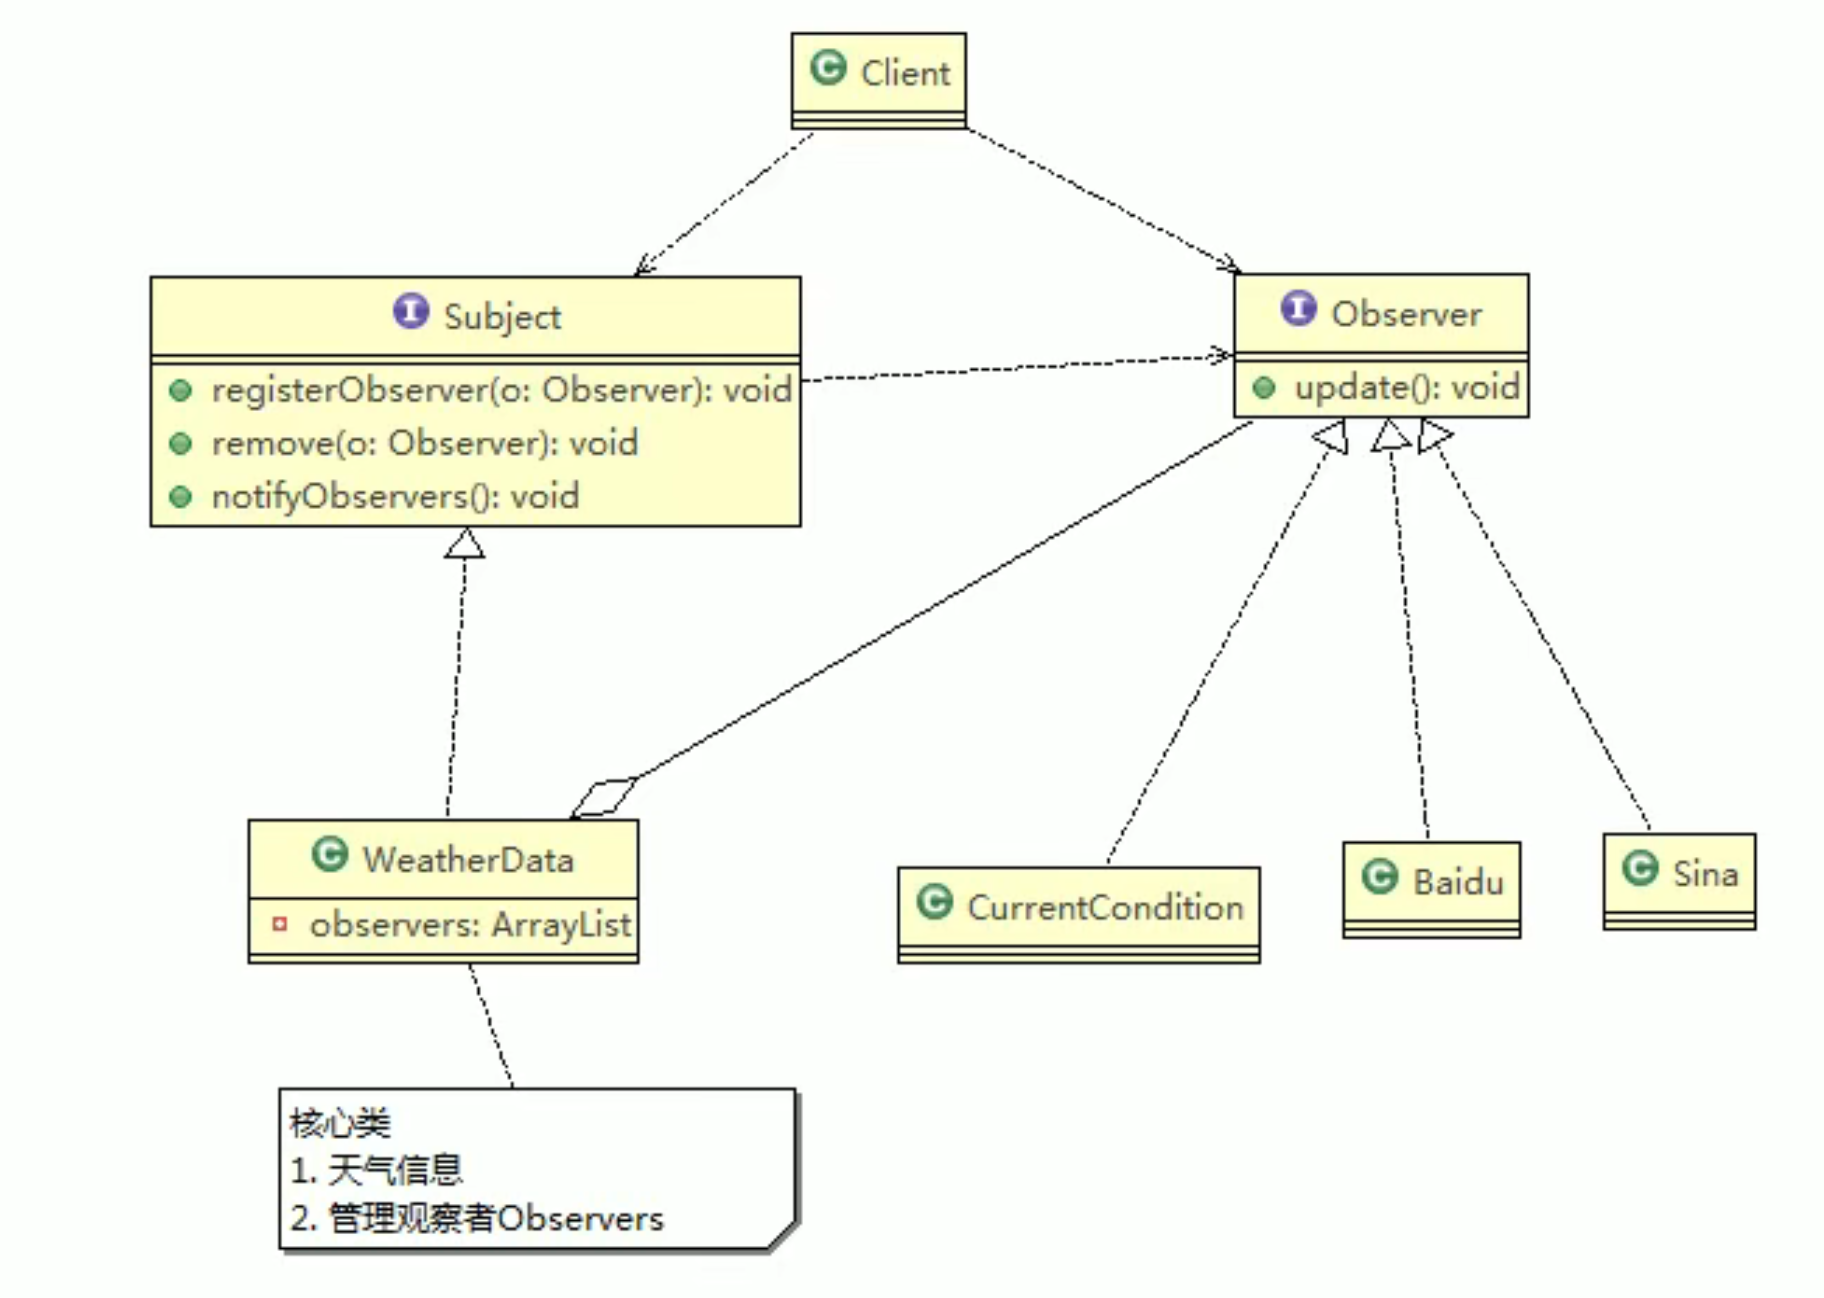 Client
Subject
registerObserver(o: Observer): void
remove(o: Observer): void
notifyObservers(): void
Observer
update(): void
WeatherData
observers: ArrayList
CurrentCondition
Baidu
Sina
核心类
1. 天气信息
2. 管理观察者Observers